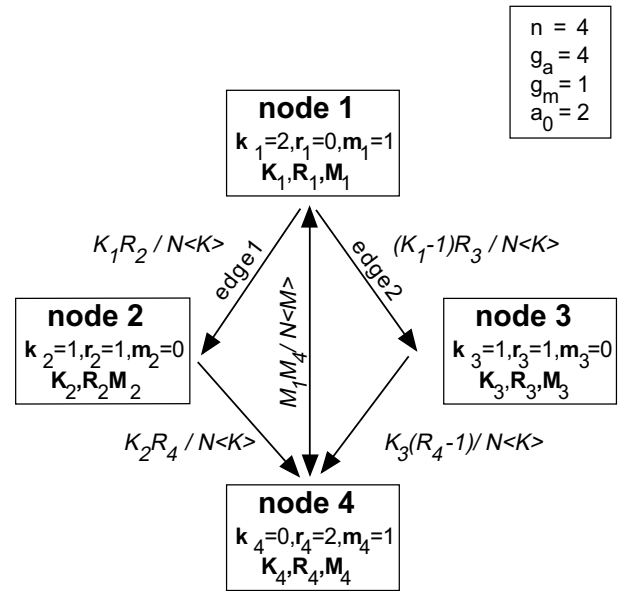 n = 4
g_a = 4
g_m = 1
a_0 = 2
node 1
k_1=2,r_1=0,m_1=1
K_1,R_1,M_1
K_1R_2 / N<K>
(K_1-1)R_3 / N<K>
edge1
edge2
M_1M_4/ N<M>
node 2
k_2=1,r_2=1,m_2=0
K_2,R_2M_2
node 3
k_3=1,r_3=1,m_3=0
K_3,R_3,M_3
K_2R_4 / N<K>
K_3(R_4-1)/ N<K>
node 4
k_4=0,r_4=2,m_4=1
K_4,R_4,M_4